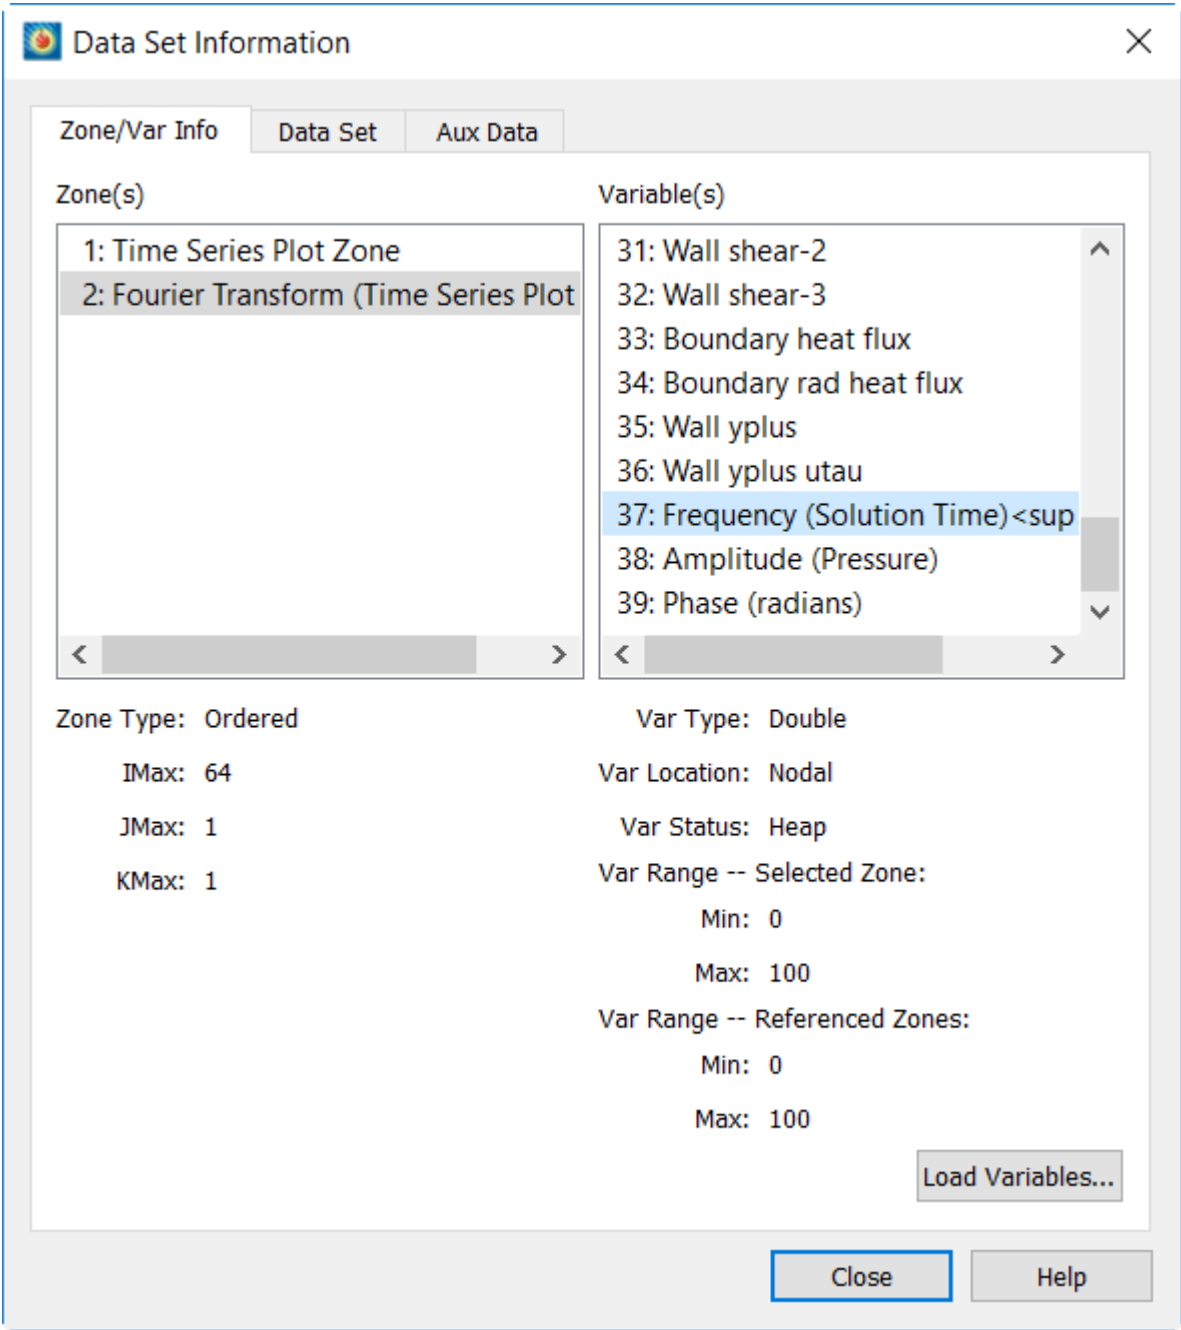 Data Set Information
Zone/Var Info
Data Set
Aux Data
Zone(s)
1: Time Series Plot Zone
2: Fourier Transform (Time Series Plot
Variable(s)
31: Wall shear-2
32: Wall shear-3
33: Boundary heat flux
34: Boundary rad heat flux
35: Wall yplus
36: Wall yplus utau
37: Frequency (Solution Time)<sup
38: Amplitude (Pressure)
39: Phase (radians)
Zone Type: Ordered
IMax: 64
JMax: 1
KMax: 1
Var Type: Double
Var Location: Nodal
Var Status: Heap
Var Range -- Selected Zone:
Min: 0
Max: 100
Var Range -- Referenced Zones:
Min: 0
Max: 100
Load Variables...
Close
Help